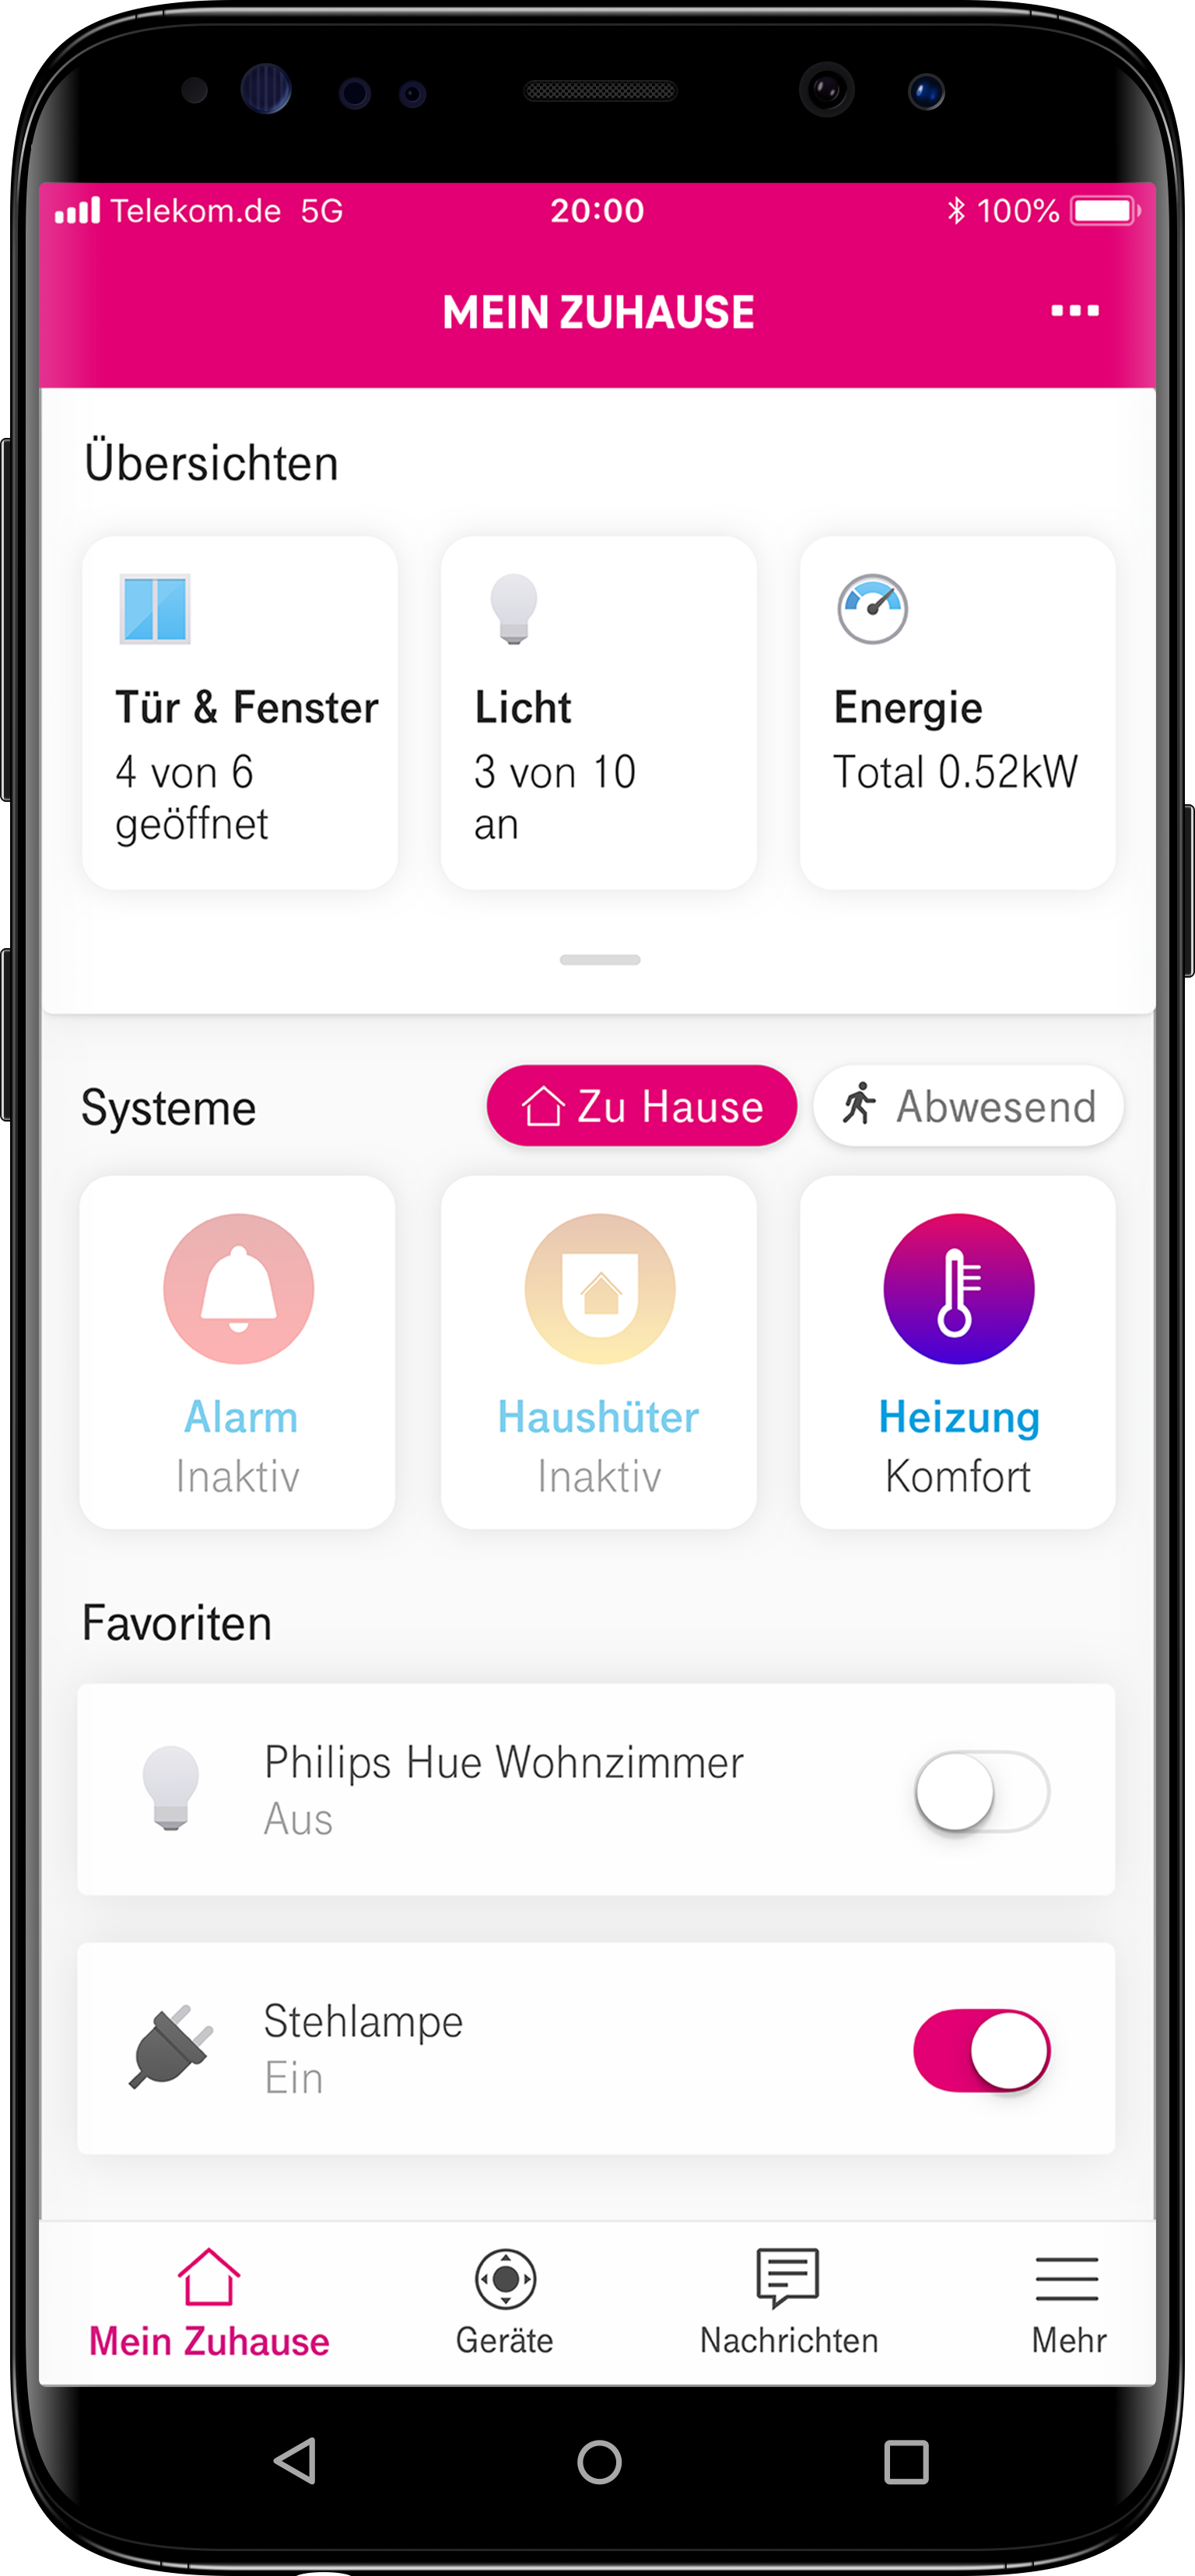 Telekom.de 5G 20:00 100%
MEIN ZUHAUSE
Übersichten
Tür & Fenster
4 von 6
geöffnet
Licht
3 von 10
an
Energie
Total 0.52kW
Systeme
Zu Hause
Abwesend
Alarm
Inaktiv
Haushüter
Inaktiv
Heizung
Komfort
Favoriten
Philips Hue Wohnzimmer
Aus
Stehlampe
Ein
Mein Zuhause
Geräte
Nachrichten
Mehr